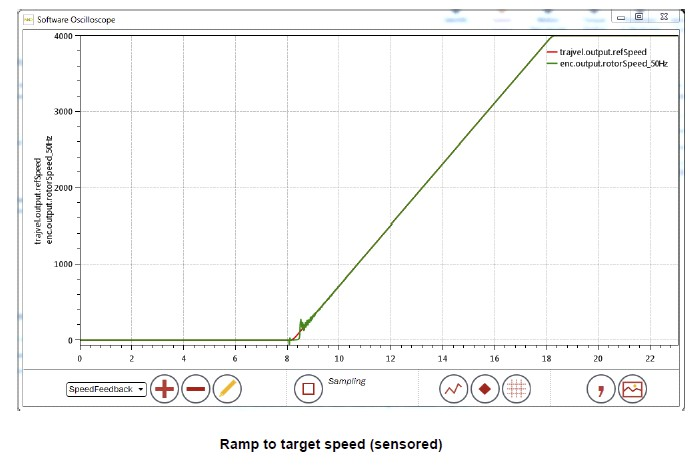 Software Oscilloscope
trajvel.output.refSpeed
enc.output.rotorSpeed_50Hz
4000
3000
2000
1000
0
trajvel.output.refSpeed
enc.output.rotorSpeed_50Hz
0 2 4 6 8 10 12 14 16 18 20 22
SpeedFeedback
Sampling
Ramp to target speed (sensored)